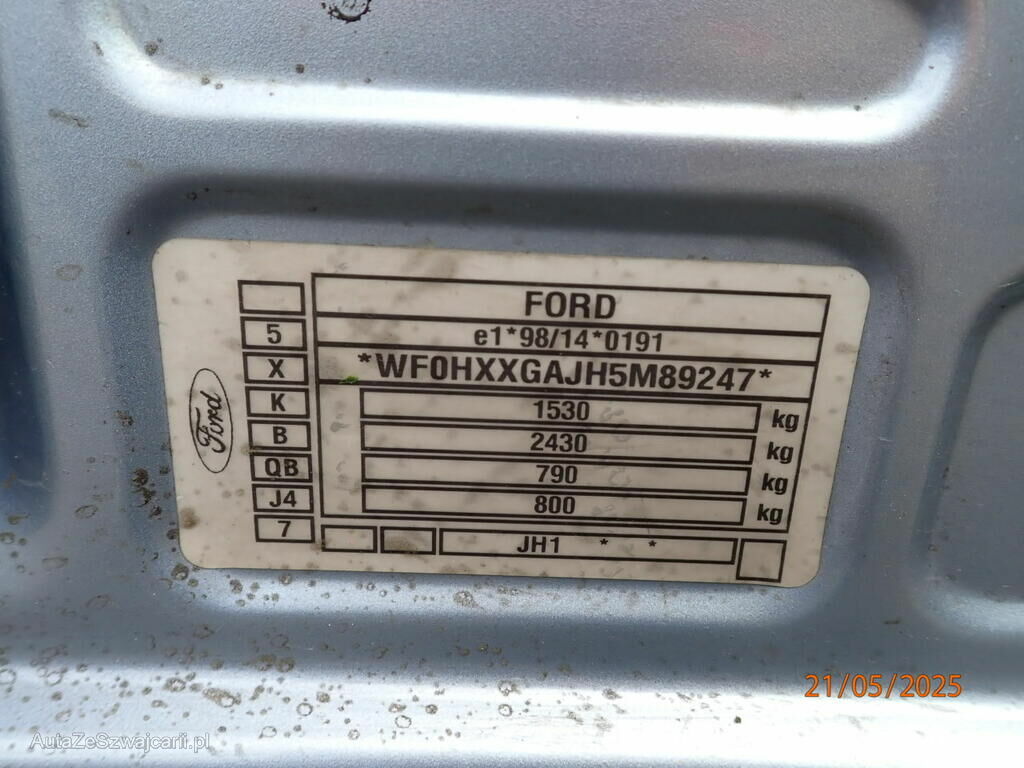 FORD
5 e1*98/14*0191
X *WF0HXXGAJH5M89247*
K 1530 kg
B 2430 kg
QB 790 kg
J4 800 kg
7 JH1 * *
Ford
21/05/2025
AutaZeSzwajcarii.pl